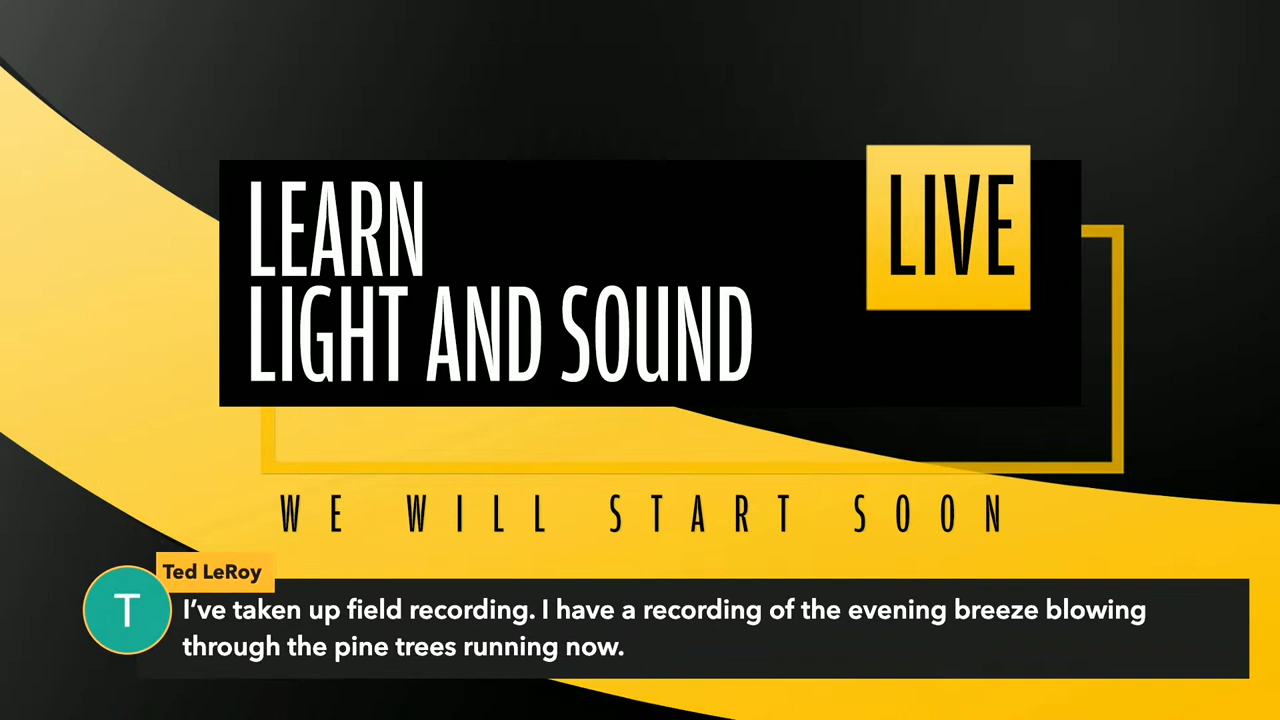 LEARN
LIGHT AND SOUND
LIVE
WE WILL START SOON
Ted LeRoy
T
I’ve taken up field recording. I have a recording of the evening breeze blowing
through the pine trees running now.